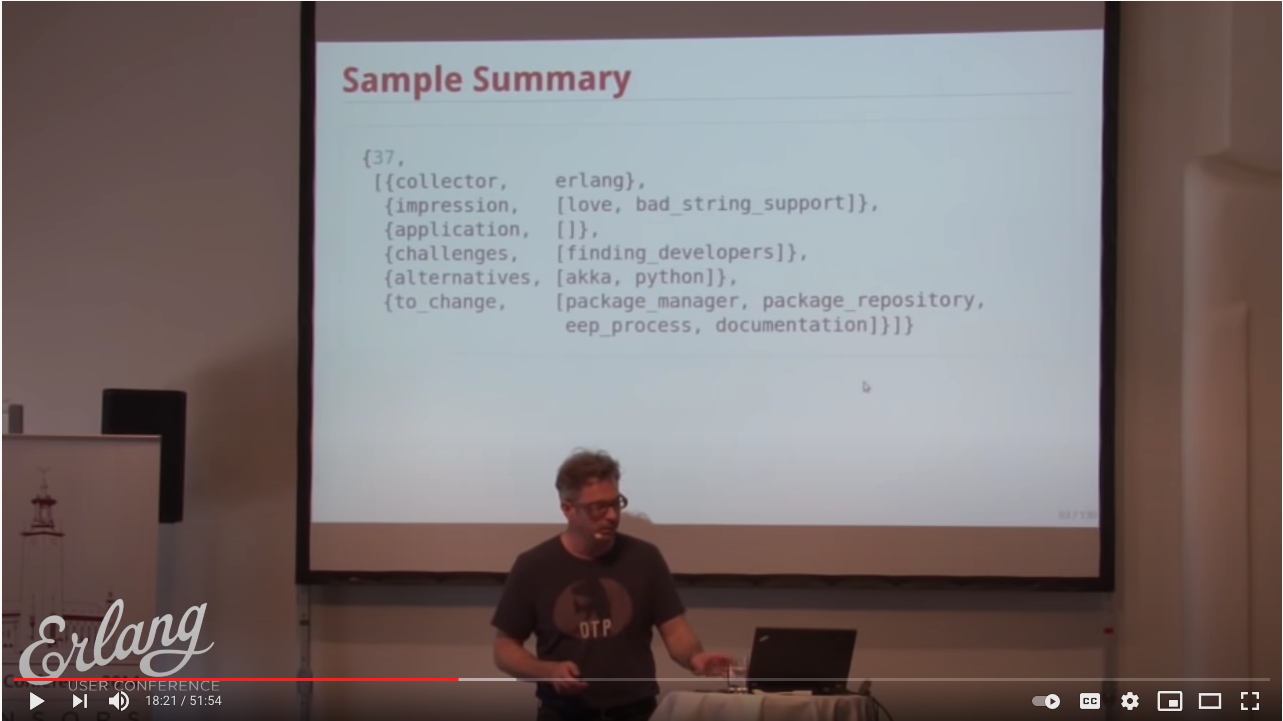 Sample Summary
{37,
[{collector, erlang},
{impression, [love, bad_string_support]},
{application, []},
{challenges, [finding_developers]},
{alternatives, [akka, python]},
{to_change, [package_manager, package_repository,
eep_process, documentation]}]}
OTP
Erlang
USER CONFERENCE
18:21 / 51:54
CC